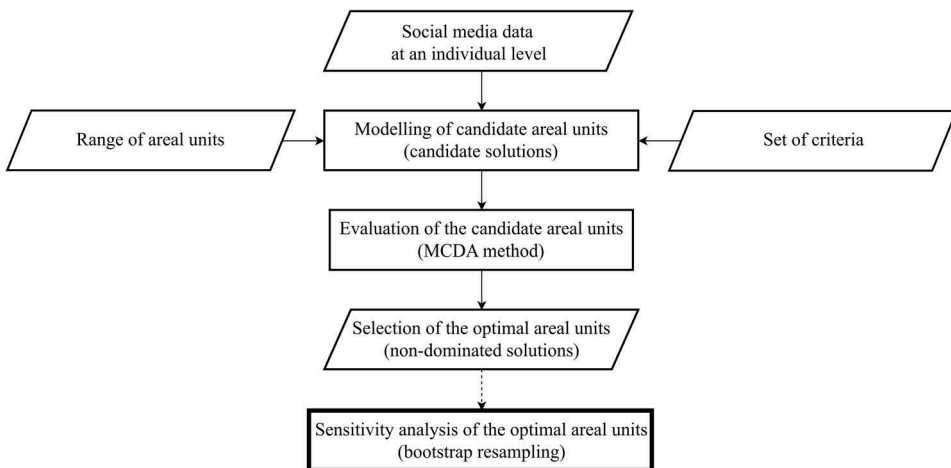 Social media data
at an individual level
Range of areal units
Modelling of candidate areal units
(candidate solutions)
Set of criteria
Evaluation of the candidate areal units
(MCDA method)
Selection of the optimal areal units
(non-dominated solutions)
Sensitivity analysis of the optimal areal units
(bootstrap resampling)